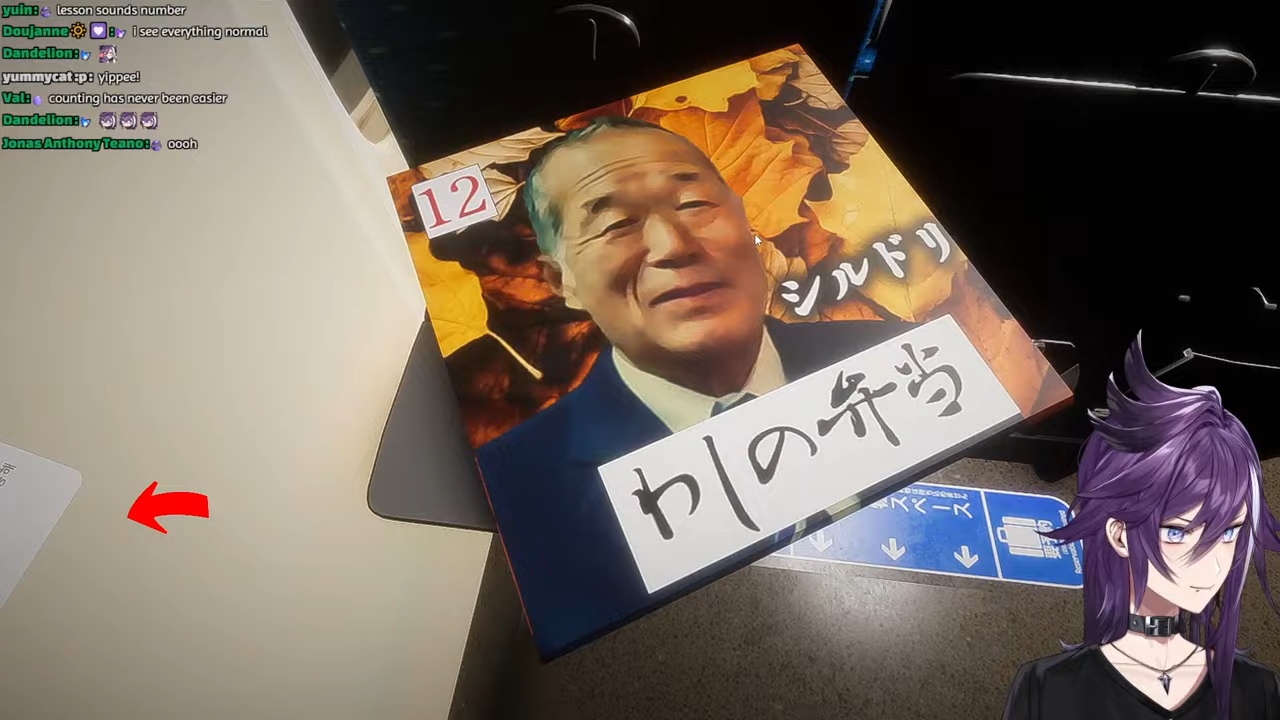 yuin: lesson sounds number
Doujanne: i see everything normal
Dandelion:
yummycat:p: yippee!
Val: counting has never been easier
Dandelion:
Jonas Anthony Teano: oooh
12
シルドリ
わしの弁当
スペース